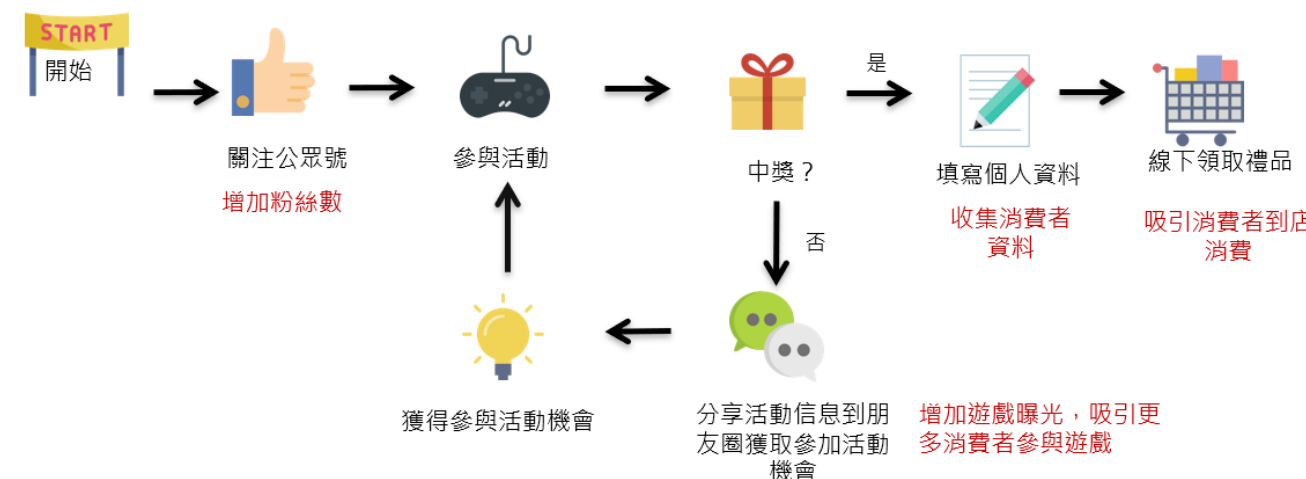 START
開始
關注公眾號
增加粉絲數
參與活動
中獎？
是
填寫個人資料
收集消費者
資料
線下領取禮品
吸引消費者到店
消費
否
分享活動信息到朋
友圈獲取參加活動
機會
增加遊戲曝光，吸引更
多消費者參與遊戲
獲得參與活動機會